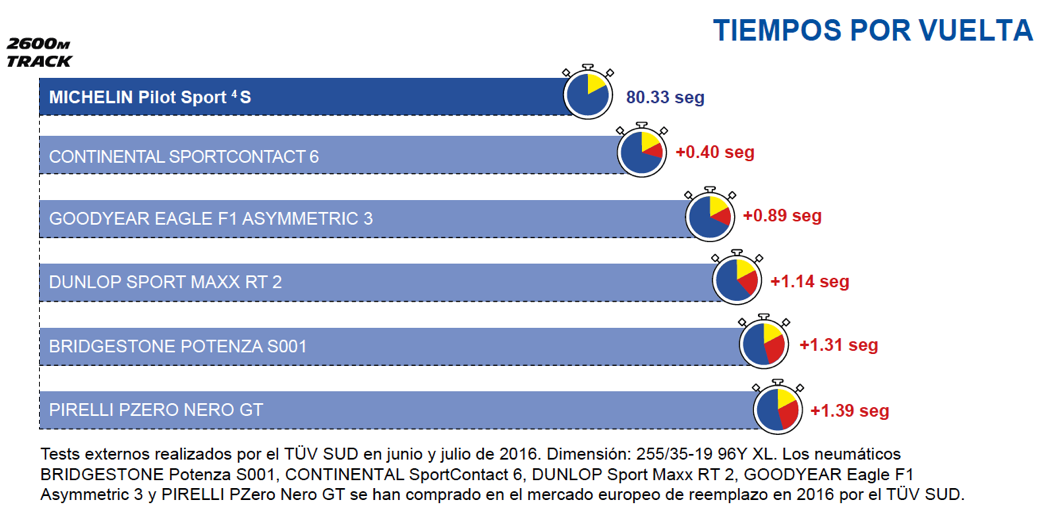 TIEMPOS POR VUELTA
2600M
TRACK
MICHELIN Pilot Sport 4 S
80.33 seg
CONTINENTAL SPORTCONTACT 6
+0.40 seg
GOODYEAR EAGLE F1 ASYMMETRIC 3
+0.89 seg
DUNLOP SPORT MAXX RT 2
+1.14 seg
BRIDGESTONE POTENZA S001
+1.31 seg
PIRELLI PZERO NERO GT
+1.39 seg
Tests externos realizados por el TÜV SUD en junio y julio de 2016. Dimensión: 255/35-19 96Y XL. Los neumáticos
BRIDGESTONE Potenza S001, CONTINENTAL SportContact 6, DUNLOP Sport Maxx RT 2, GOODYEAR Eagle F1
Asymmetric 3 y PIRELLI PZero Nero GT se han comprado en el mercado europeo de reemplazo en 2016 por el TÜV SUD.